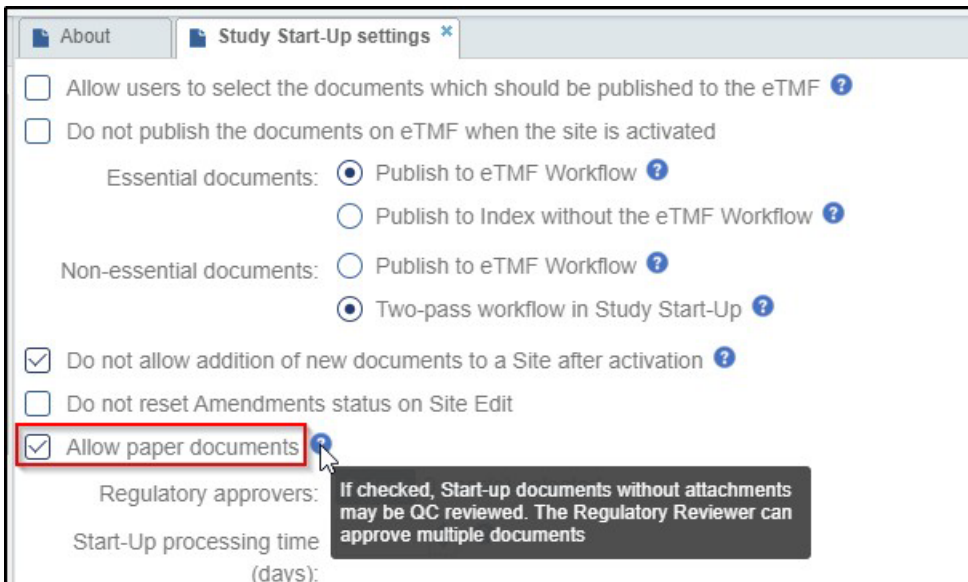 About
Study Start-Up settings
Allow users to select the documents which should be published to the eTMF ?
Do not publish the documents on eTMF when the site is activated
Essential documents: Publish to eTMF Workflow ?
Publish to Index without the eTMF Workflow ?
Non-essential documents: Publish to eTMF Workflow ?
Two-pass workflow in Study Start-Up ?
Do not allow addition of new documents to a Site after activation ?
Do not reset Amendments status on Site Edit
Allow paper documents ?
Regulatory approvers:
If checked, Start-up documents without attachments
may be QC reviewed. The Regulatory Reviewer can
approve multiple documents
Start-Up processing time
(days):